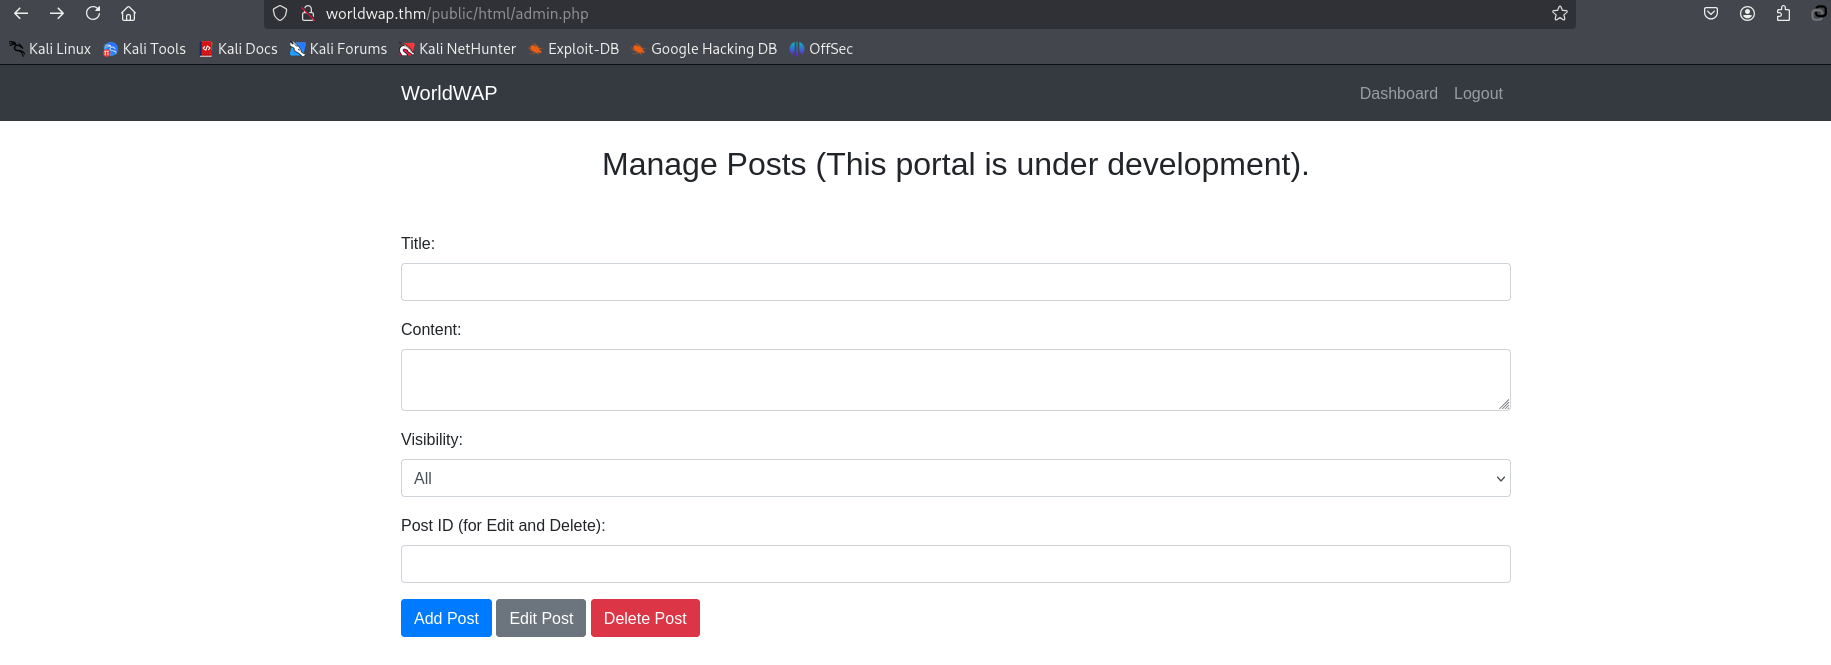 worldwap.thm/public/html/admin.php
Kali Linux Kali Tools Kali Docs Kali Forums Kali NetHunter Exploit-DB Google Hacking DB OffSec
WorldWAP Dashboard Logout
Manage Posts (This portal is under development).
Title:
Content:
Visibility:
All
Post ID (for Edit and Delete):
Add Post Edit Post Delete Post